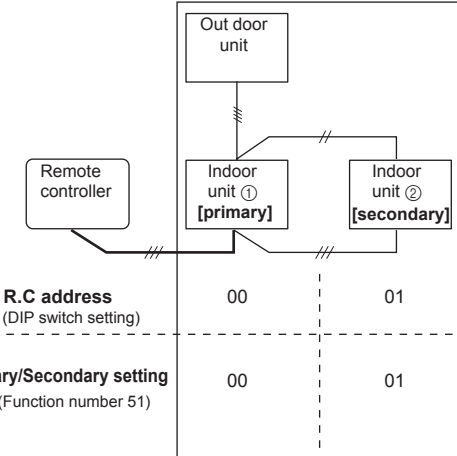 Out door
unit
Remote
controller
Indoor
unit ①
[primary]
Indoor
unit ②
[secondary]
R.C address
(DIP switch setting)
00
01
ary/Secondary setting
(Function number 51)
00
01